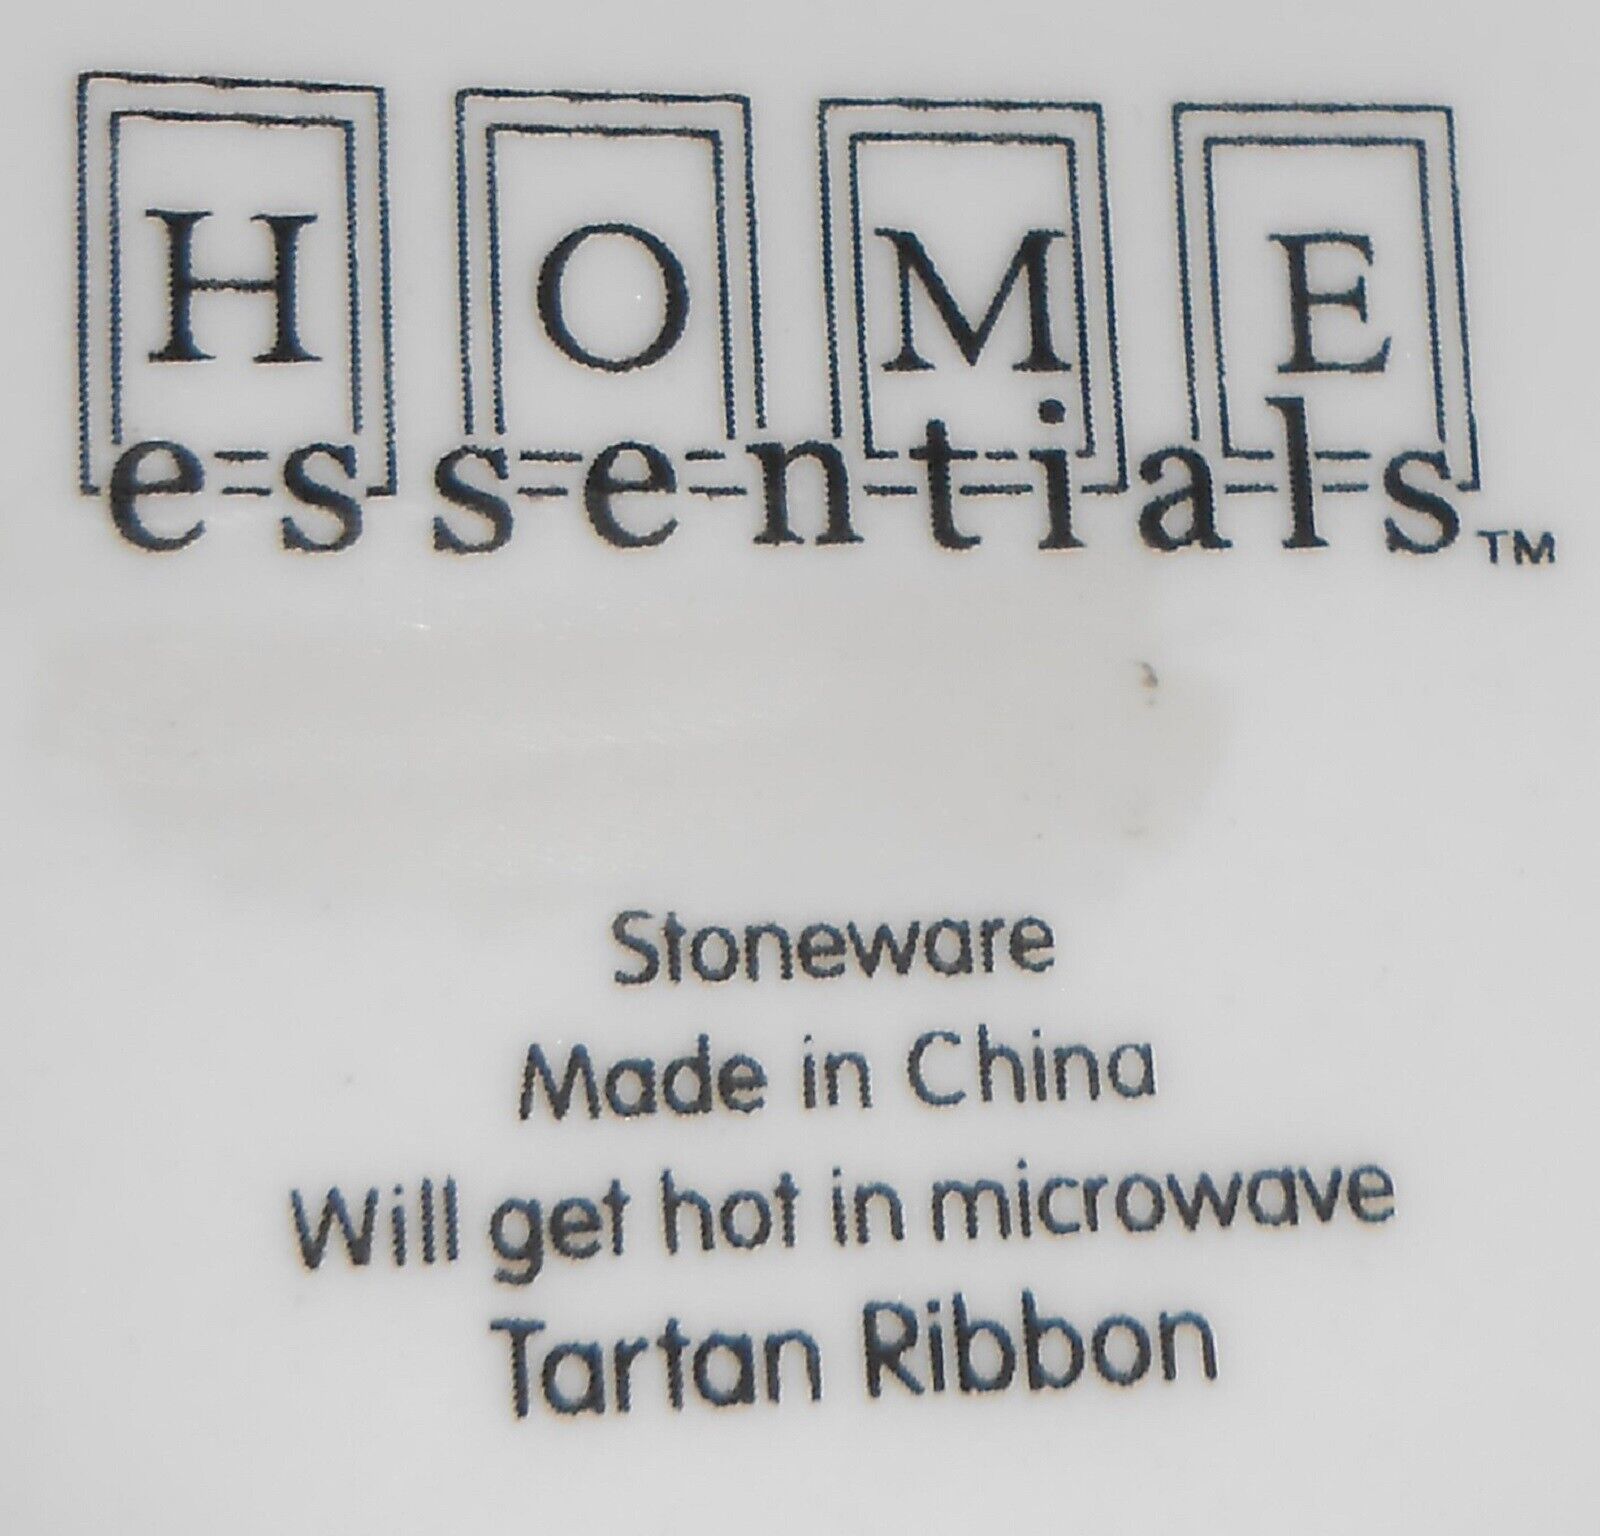 HOME
essentials™
Stoneware
Made in China
Will get hot in microwave
Tartan Ribbon